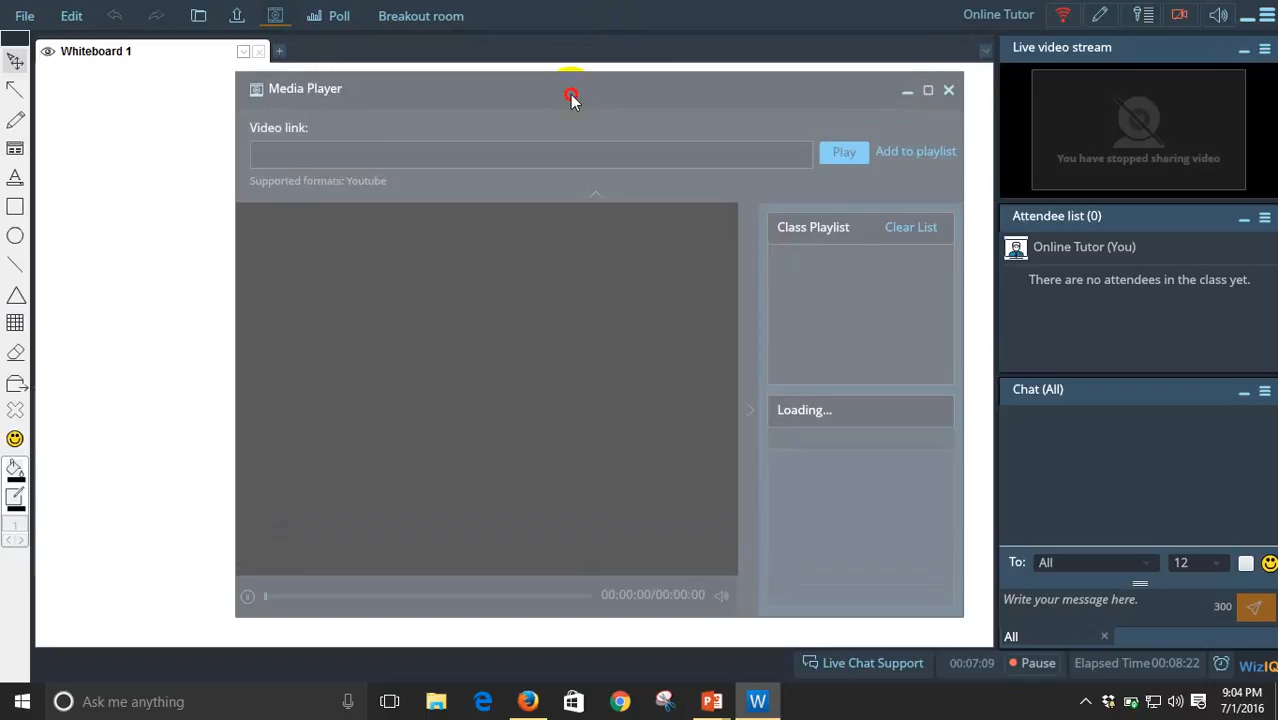 File Edit Poll Breakout room Online Tutor
Whiteboard 1
Live video stream
Media Player
Video link:
Play Add to playlist
Supported formats: Youtube
You have stopped sharing video
Class Playlist Clear List
Attendee list (0)
Online Tutor (You)
There are no attendees in the class yet.
Loading...
Chat (All)
00:00:00/00:00:00
To: All 12
Write your message here. 300
All
1
Live Chat Support 00:07:09 Pause Elapsed Time00:08:22 WizIQ
Ask me anything
9:04 PM
7/1/2016